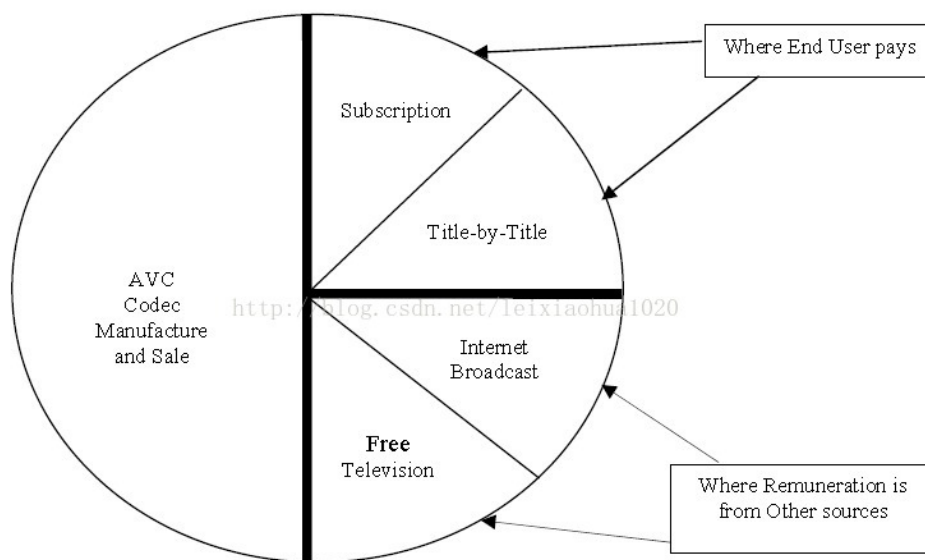 Where End User pays
Subscription
Title-by-Title
AVC
Codec
Manufacture
and Sale
http://blog.csdn.net/leixiaohua1020
Internet
Broadcast
Free
Television
Where Remuneration is
from Other sources